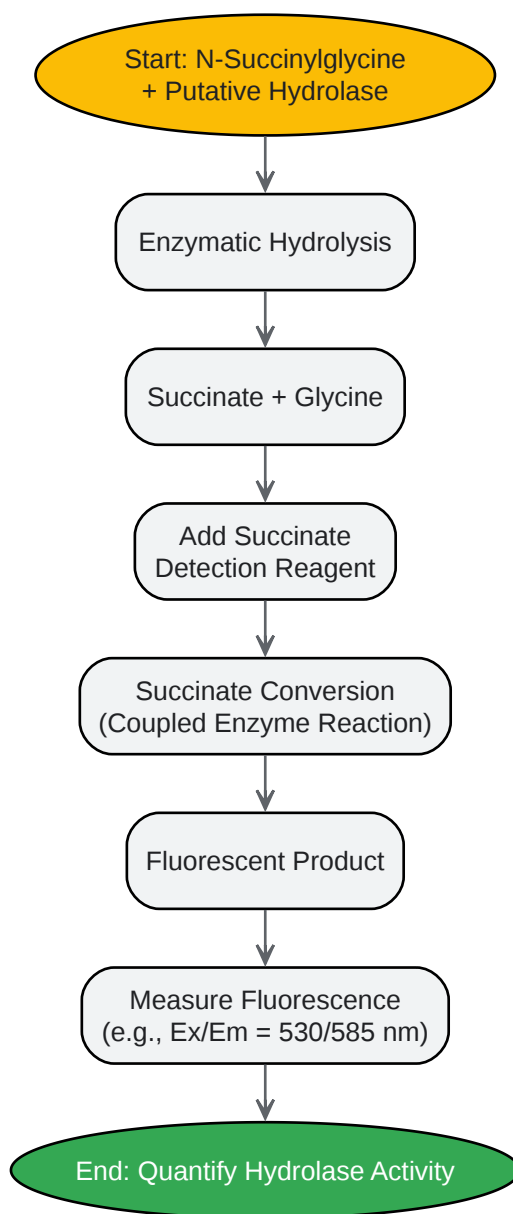 Start: N-Succinylglycine
+ Putative Hydrolase
Enzymatic Hydrolysis
Succinate + Glycine
Add Succinate
Detection Reagent
Succinate Conversion
(Coupled Enzyme Reaction)
Fluorescent Product
Measure Fluorescence
(e.g., Ex/Em = 530/585 nm)
End: Quantify Hydrolase Activity